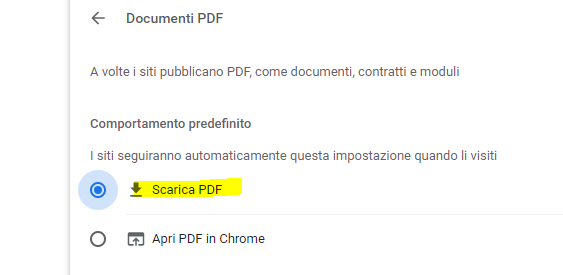 Documenti PDF
A volte i siti pubblicano PDF, come documenti, contratti e moduli
Comportamento predefinito
I siti seguiranno automaticamente questa impostazione quando li visiti
Scarica PDF
Apri PDF in Chrome